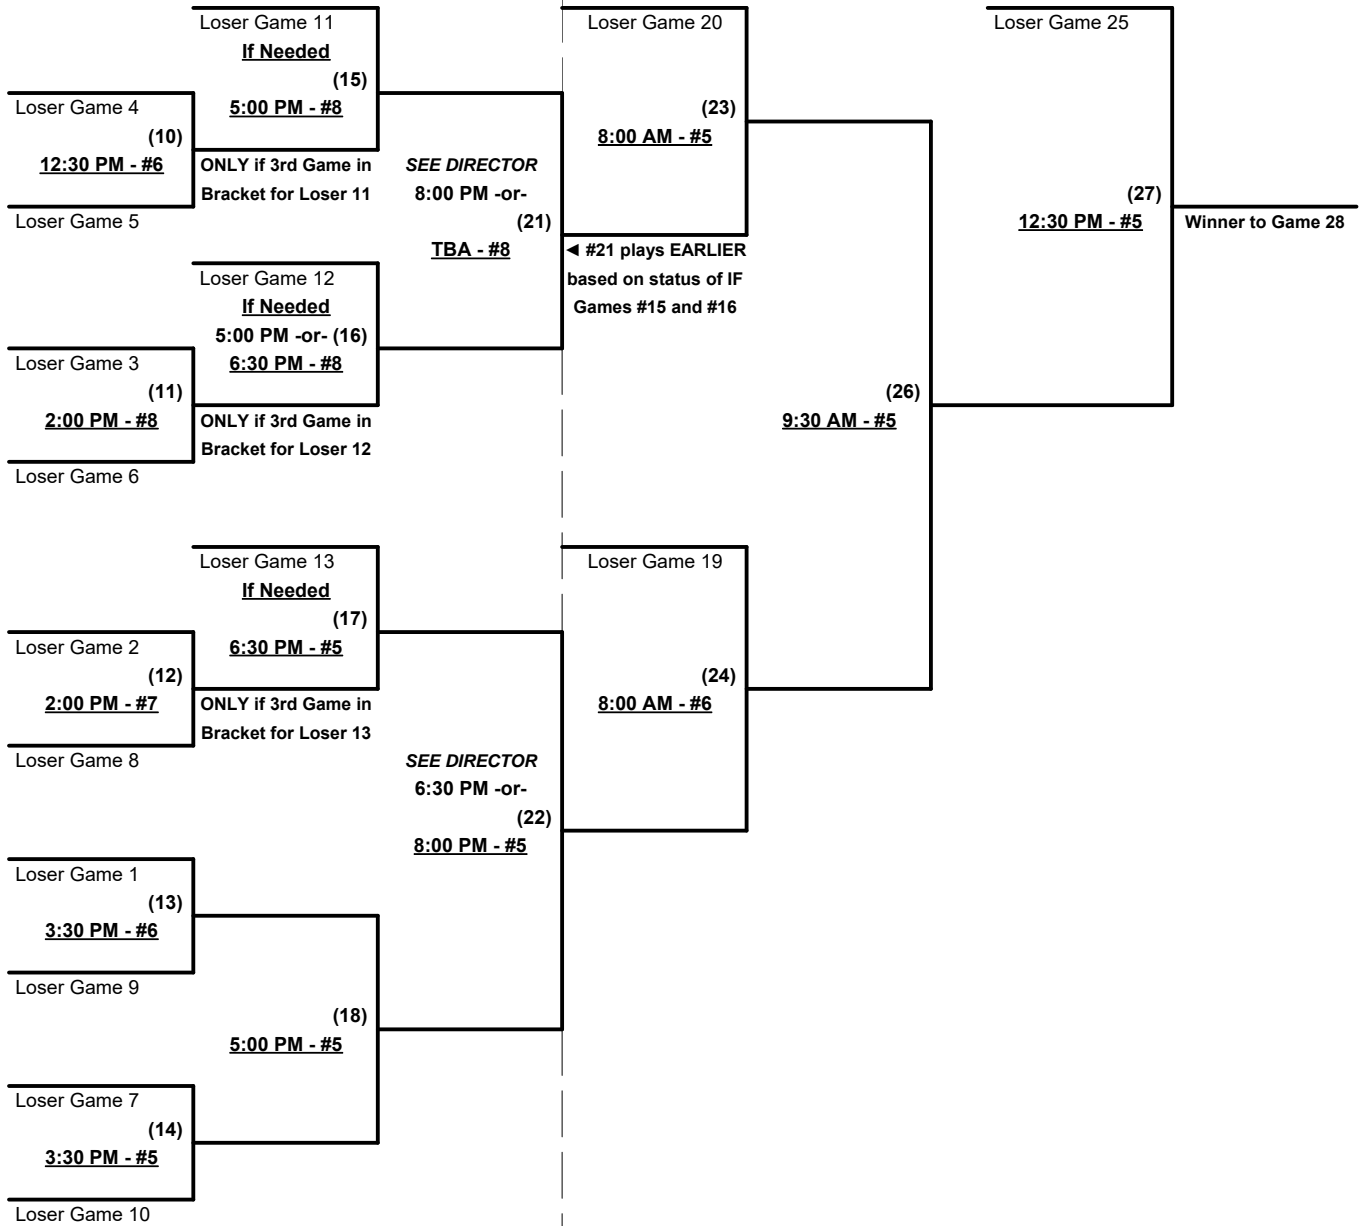 Loser Game 11
If Needed
(15)
5:00 PM - #8
Loser Game 4
(10)
12:30 PM - #6
ONLY if 3rd Game in
Bracket for Loser 11
Loser Game 5
Loser Game 12
If Needed
5:00 PM -or- (16)
6:30 PM - #8
Loser Game 3
(11)
2:00 PM - #8
ONLY if 3rd Game in
Bracket for Loser 12
Loser Game 6
SEE DIRECTOR
8:00 PM -or-
(21)
TBA - #8
Loser Game 20
(23)
8:00 AM - #5
◄ #21 plays EARLIER
based on status of IF
Games #15 and #16
Loser Game 25
(27)
12:30 PM - #5
Winner to Game 28
(26)
9:30 AM - #5
Loser Game 13
If Needed
(17)
6:30 PM - #5
Loser Game 2
(12)
2:00 PM - #7
ONLY if 3rd Game in
Bracket for Loser 13
Loser Game 8
SEE DIRECTOR
6:30 PM -or-
(22)
8:00 PM - #5
Loser Game 19
(24)
8:00 AM - #6
Loser Game 1
(13)
3:30 PM - #6
Loser Game 9
(18)
5:00 PM - #5
Loser Game 7
(14)
3:30 PM - #5
Loser Game 10